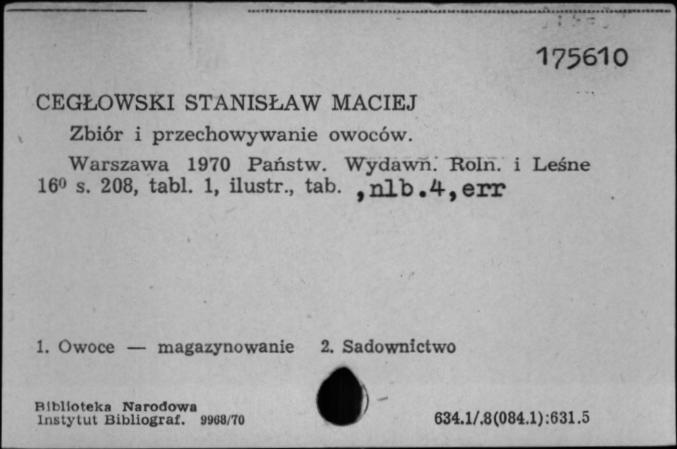 175610
CEGŁOWSKI STANISŁAW MACIEJ
Zbiór i przechowywanie owoców.
Warszawa 1970 Państw. Wydawn. Roln. i Leśne
16⁰ s. 208, tabl. 1, ilustr., tab. ,nlb.4,err
1. Owoce — magazynowanie 2. Sadownictwo
Biblioteka Narodowa
Instytut Bibliograf. 9968/70
634.1/.8(084.1):631.5